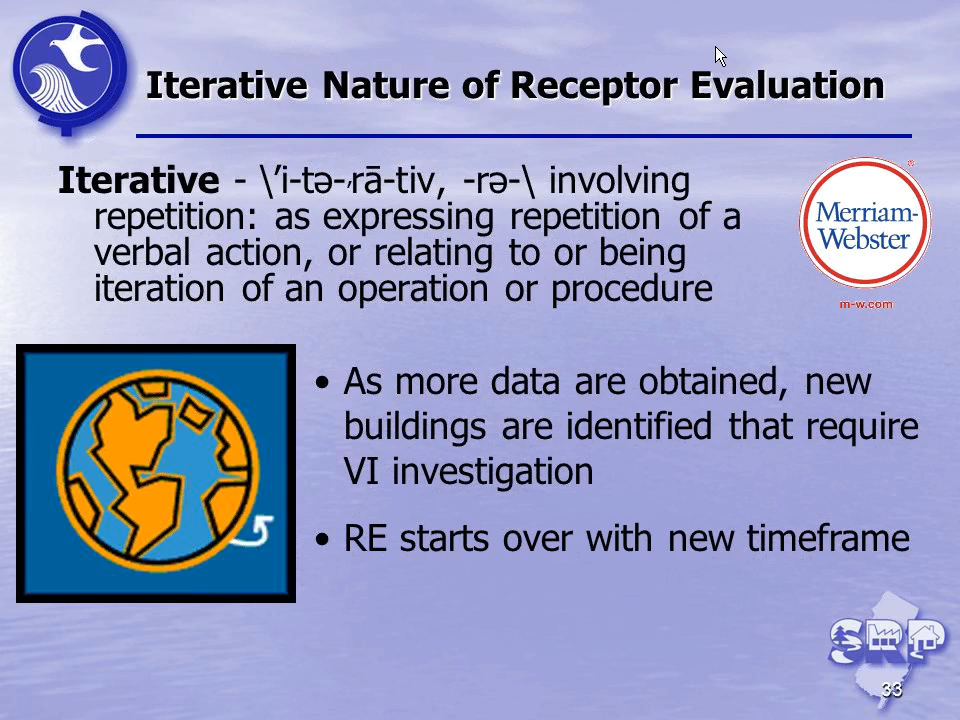 Iterative Nature of Receptor Evaluation
Iterative - \′i-tə-ˌrā-tiv, -rə-\ involving
repetition: as expressing repetition of a
verbal action, or relating to or being
iteration of an operation or procedure
Merriam-
Webster
®
m-w.com
• As more data are obtained, new
buildings are identified that require
VI investigation
• RE starts over with new timeframe
SRP
33